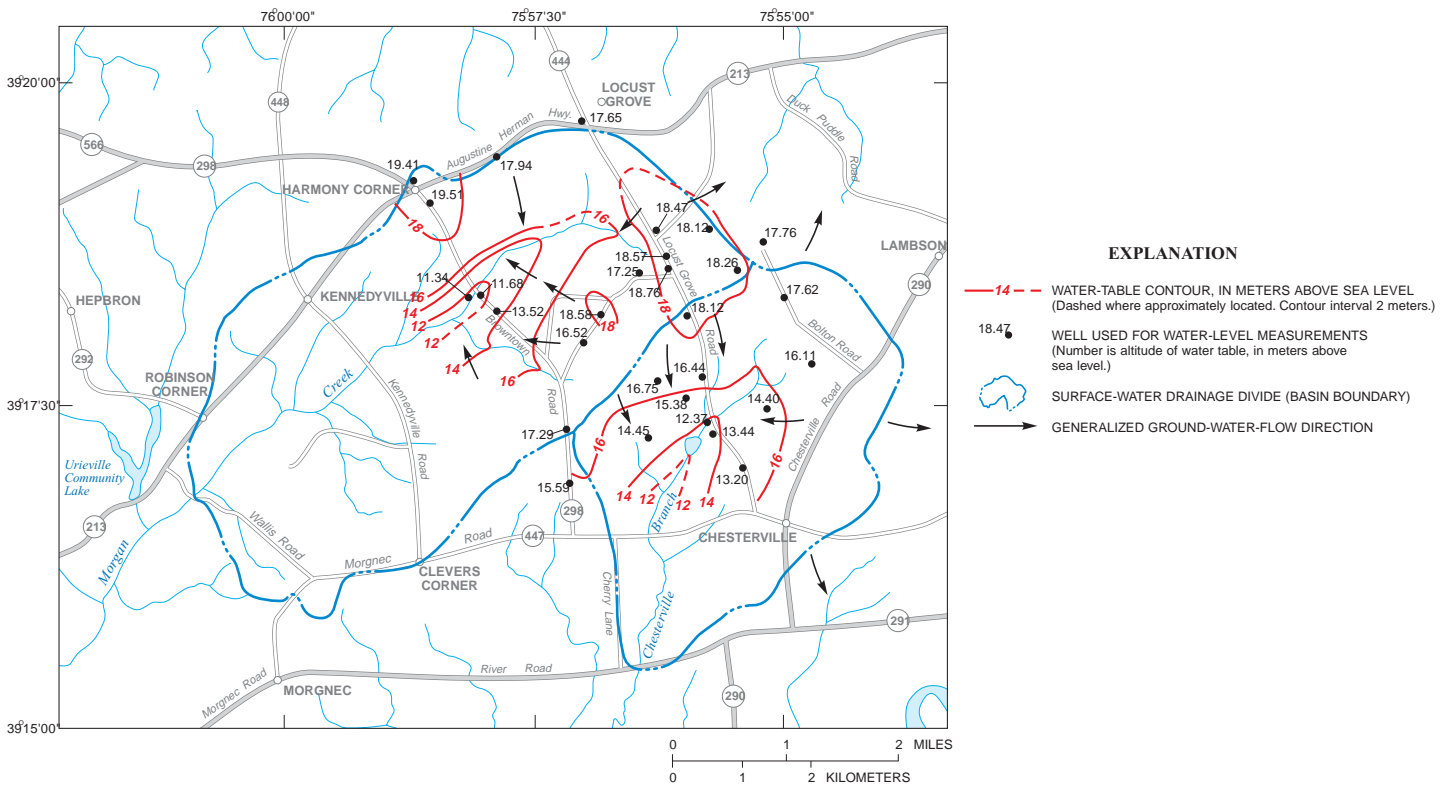 76°00'00"
75°57'30"
75°55'00"
39°20'00"
39°17'30"
39°15'00"
444
213
LOCUST
GROVE
448
Duck Puddle Road
Augustine Herman Hwy.
17.65
566
298
19.41
17.94
HARMONY CORNER
19.51
18
16
18.47
18.12
17.76
LAMBSON
18.57
Locust Grove Road
17.25
18.26
11.34
11.68
18.76
290
HEPBRON
KENNEDYVILLE
16
14
12
12
13.52
18.58
18
18
18.12
17.62
Browntown Road
16.52
Bolton Road
292
14
16
16.11
ROBINSON
CORNER
Creek
Kennedyville Road
16.75
16.44
15.38
14.40
12.37
17.29
14.45
13.44
16
16
Chesterville Road
Urieville
Community
Lake
15.59
13.20
14
12
12
14
213
Wallis Road
298
Branch
Morgan
Morgnec Road
447
CHESTERVILLE
CLEVERS
CORNER
Cherry Lane
Chesterville
291
Morgnec Road
River Road
MORGNEC
290
0 1 2 MILES
0 1 2 KILOMETERS
EXPLANATION
14 WATER-TABLE CONTOUR, IN METERS ABOVE SEA LEVEL
(Dashed where approximately located. Contour interval 2 meters.)
18.47 WELL USED FOR WATER-LEVEL MEASUREMENTS
(Number is altitude of water table, in meters above
sea level.)
SURFACE-WATER DRAINAGE DIVIDE (BASIN BOUNDARY)
GENERALIZED GROUND-WATER-FLOW DIRECTION